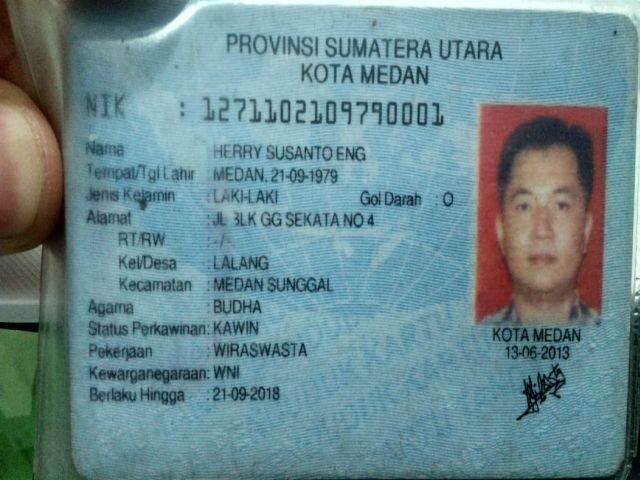 PROVINSI SUMATERA UTARA
KOTA MEDAN
NIK : 1271102109790001
Nama : HERRY SUSANTO ENG
Tempat/Tgl Lahir : MEDAN, 21-09-1979
Jenis Kelamin : LAKI-LAKI Gol Darah : O
Alamat : JL BLK GG SEKATA NO 4
RT/RW : -/-
Kel/Desa : LALANG
Kecamatan : MEDAN SUNGGAL
Agama : BUDHA
Status Perkawinan: KAWIN
Pekerjaan : WIRASWASTA
Kewarganegaraan: WNI
Berlaku Hingga : 21-09-2018
KOTA MEDAN
13-06-2013